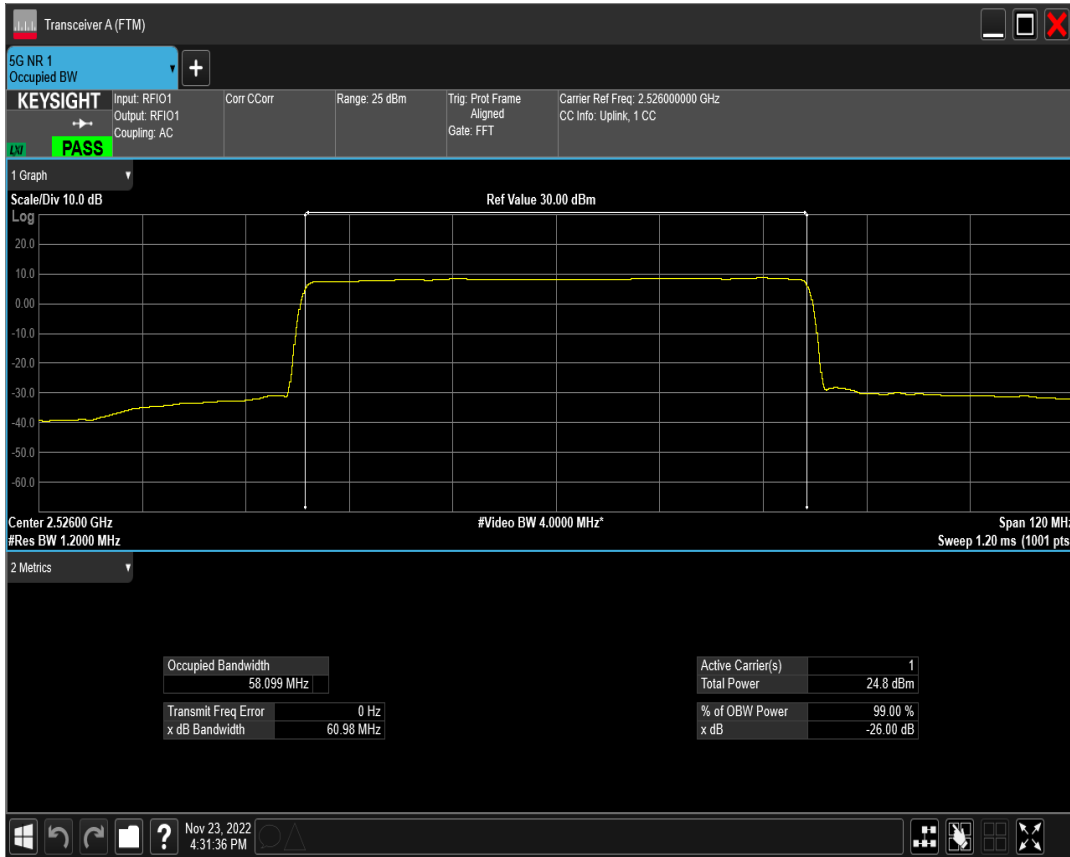 Transceiver A (FTM)
5G NR 1
Occupied BW
+
KEYSIGHT
Input: RFIO1
Output: RFIO1
Coupling: AC
Corr CCorr
Range: 25 dBm
Trig: Prot Frame
Aligned
Gate: FFT
Carrier Ref Freq: 2.526000000 GHz
CC Info: Uplink, 1 CC
LXI
PASS
1 Graph
Scale/Div 10.0 dB
Ref Value 30.00 dBm
Log
20.0
10.0
0.00
-10.0
-20.0
-30.0
-40.0
-50.0
-60.0
Center 2.52600 GHz
#Video BW 4.0000 MHz*
Span 120 MHz
#Res BW 1.2000 MHz
Sweep 1.20 ms (1001 pts
2 Metrics
Occupied Bandwidth
58.099 MHz
Transmit Freq Error 0 Hz
x dB Bandwidth 60.98 MHz
Active Carrier(s) 1
Total Power 24.8 dBm
% of OBW Power 99.00 %
x dB -26.00 dB
?
Nov 23, 2022
4:31:36 PM